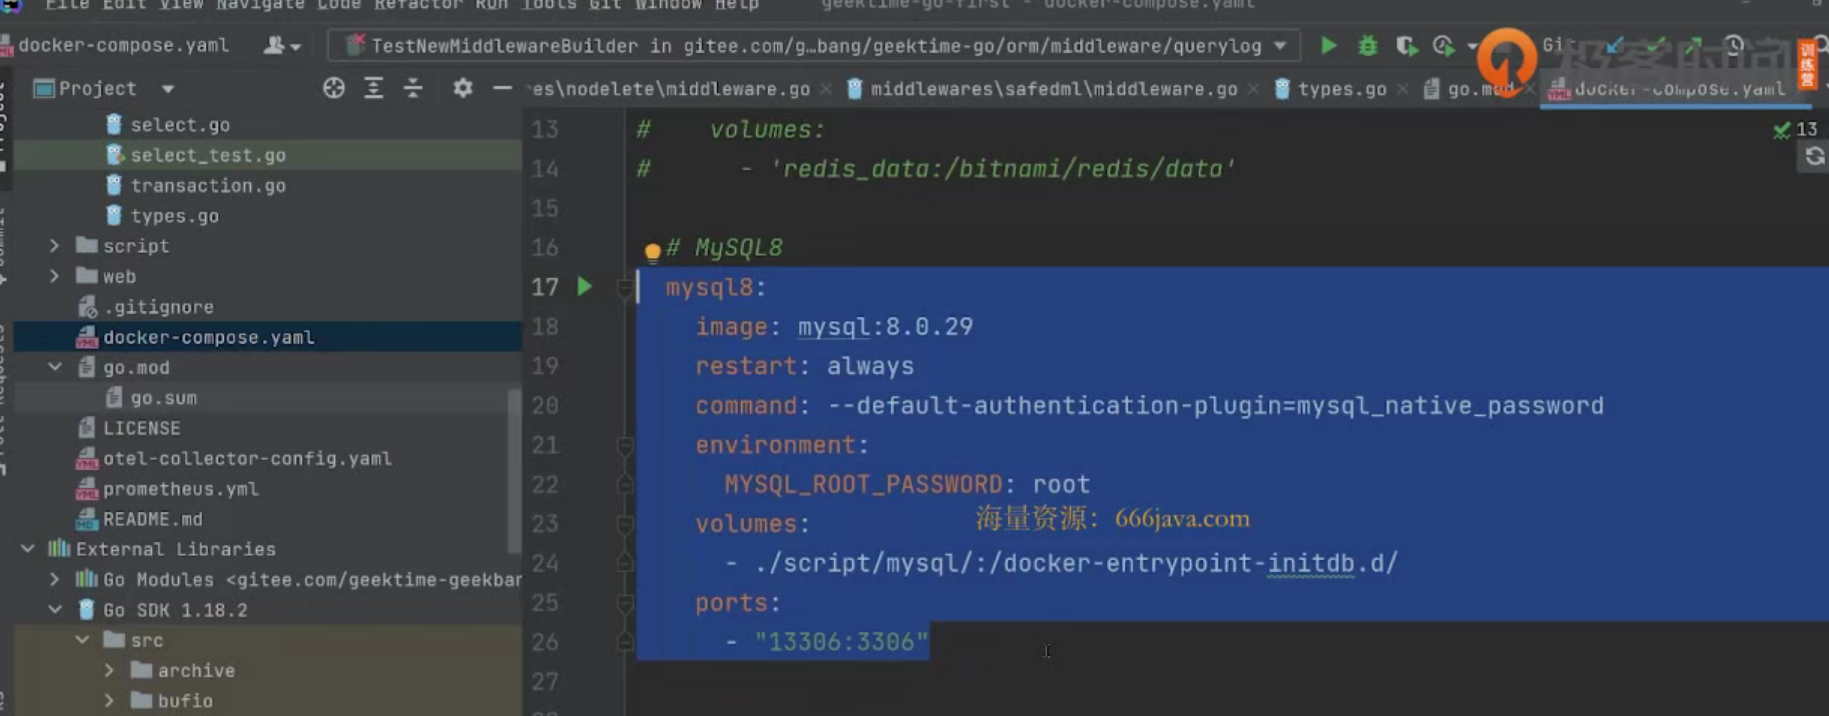 File Edit View Navigate Code Refactor Run Tools Git Window Help geektime-go-first - docker-compose.yaml
docker-compose.yaml TestNewMiddlewareBuilder in gitee.com/g…bang/geektime-go/orm/middleware/querylog Git: 极客时间 训练营
Project es\nodelete\middleware.go middlewares\safedml\middleware.go types.go go.mod docker-compose.yaml
select.go
select_test.go
transaction.go
types.go
script
web
.gitignore
docker-compose.yaml
go.mod
go.sum
LICENSE
otel-collector-config.yaml
prometheus.yml
README.md
External Libraries
Go Modules <gitee.com/geektime-geekbar
Go SDK 1.18.2
src
archive
bufio
13 # volumes:
14 # - 'redis_data:/bitnami/redis/data'
15
16 # MySQL8
17 mysql8:
18 image: mysql:8.0.29
19 restart: always
20 command: --default-authentication-plugin=mysql_native_password
21 environment:
22 MYSQL_ROOT_PASSWORD: root
23 volumes:
24 - ./script/mysql/:/docker-entrypoint-initdb.d/
25 ports:
26 - "13306:3306"
27
13
海量资源：666java.com